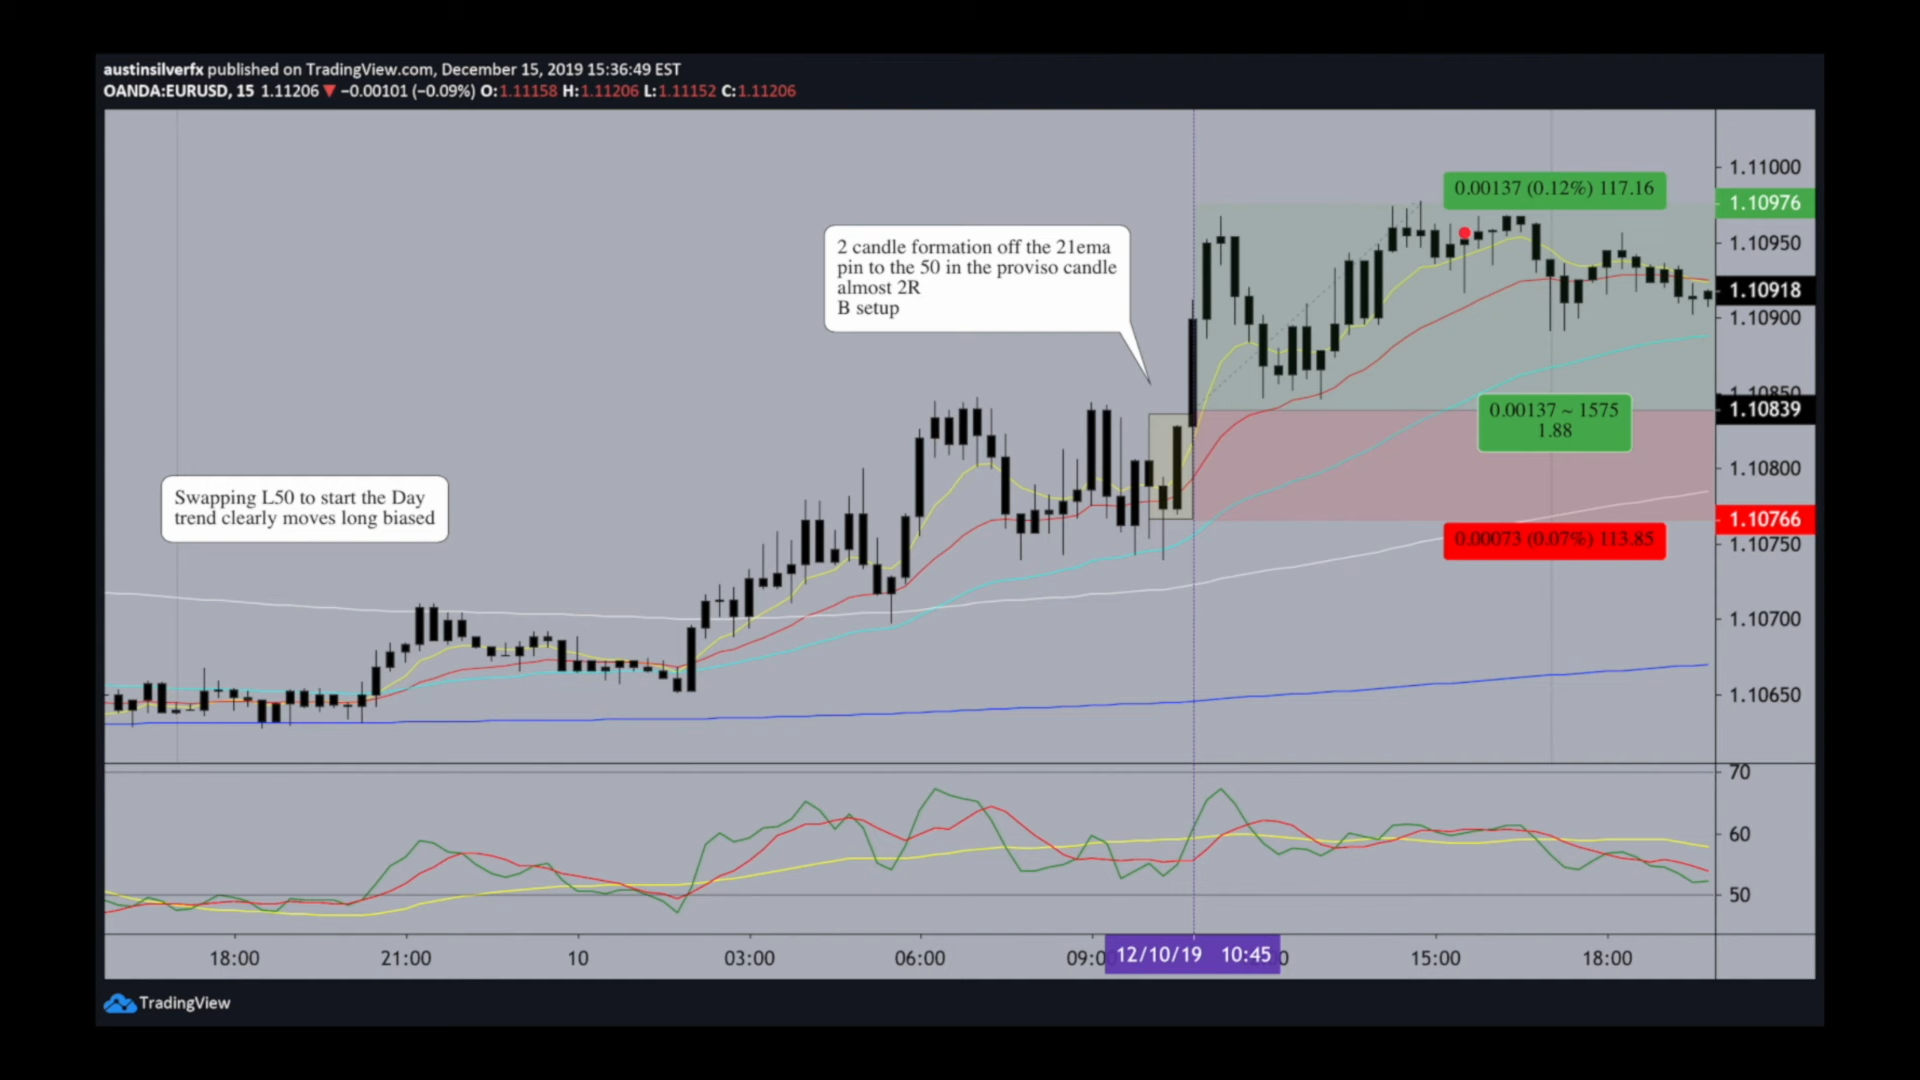 austinsilverfx published on TradingView.com, December 15, 2019 15:36:49 EST
OANDA:EURUSD, 15 1.11206 ▼ −0.00101 (−0.09%) O:1.11158 H:1.11206 L:1.11152 C:1.11206
1.11000
0.00137 (0.12%) 117.16
1.10976
2 candle formation off the 21ema
pin to the 50 in the proviso candle
almost 2R
B setup
1.10950
1.10918
1.10900
1.10850
0.00137 ~ 1575
1.88
1.10839
1.10800
Swapping L50 to start the Day
trend clearly moves long biased
1.10766
0.00073 (0.07%) 113.85
1.10750
1.10700
1.10650
70
60
50
18:00 21:00 10 03:00 06:00 09:0 12/10/19 10:45 0 15:00 18:00
TradingView